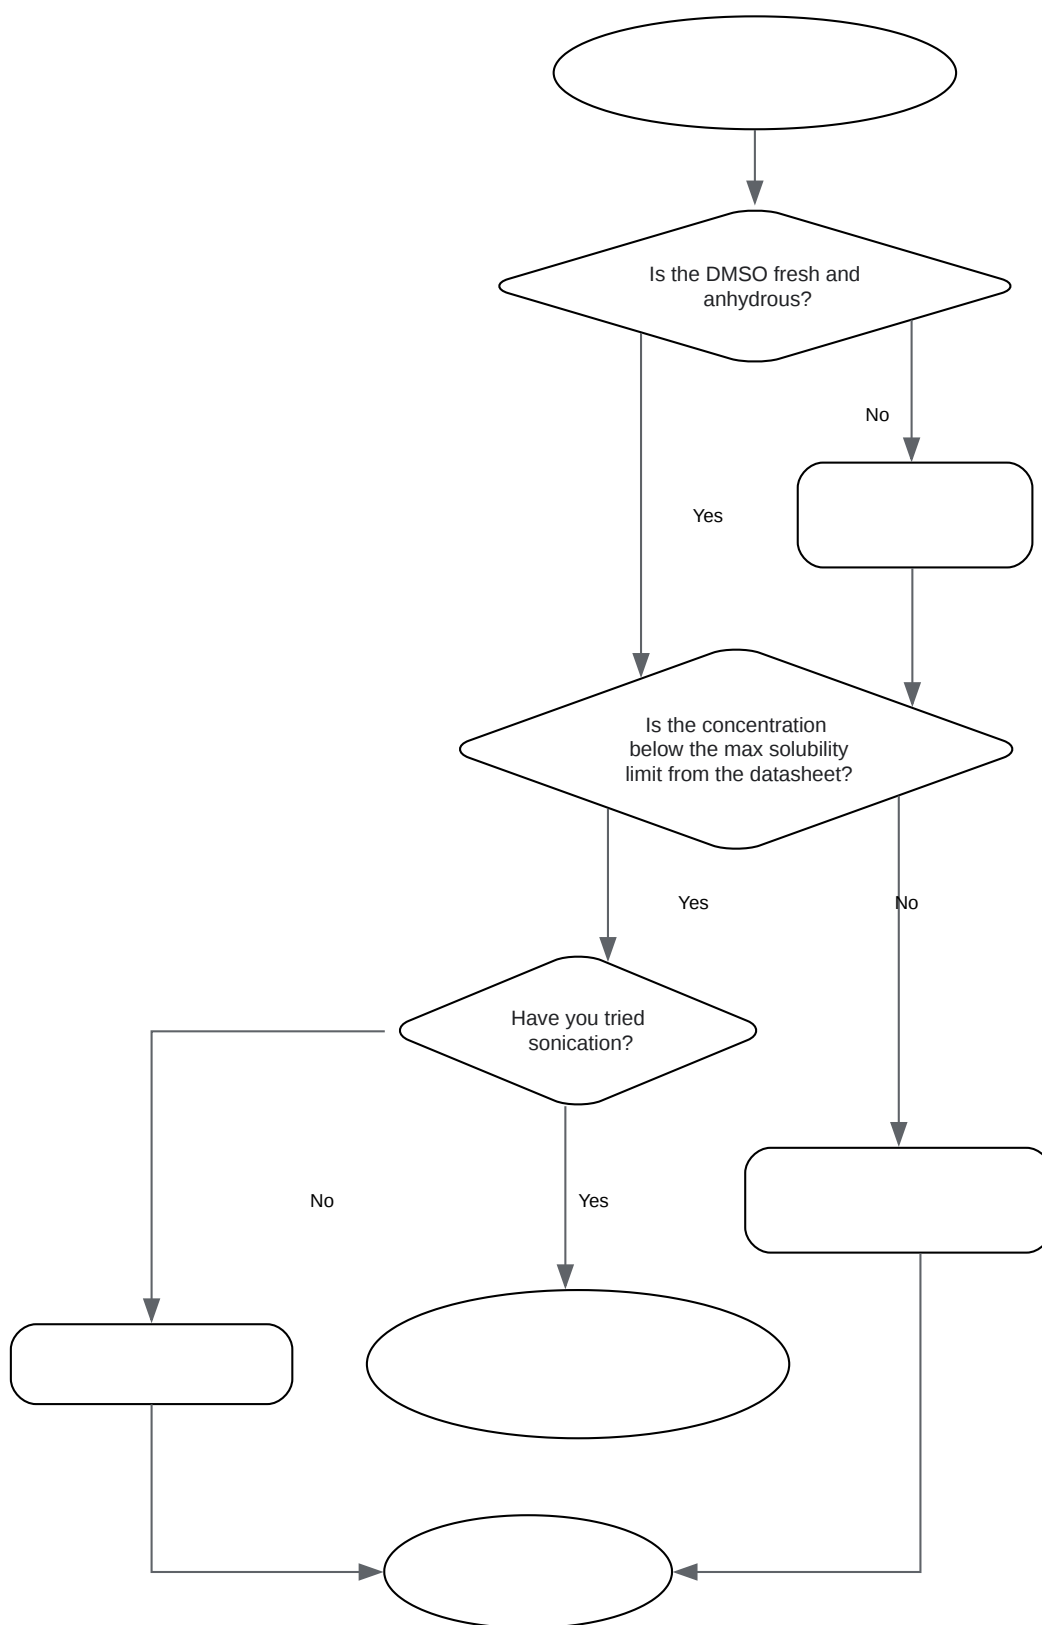 Is the DMSO fresh and
anhydrous?
No
Yes
Is the concentration
below the max solubility
limit from the datasheet?
Yes
No
Have you tried
sonication?
No
Yes